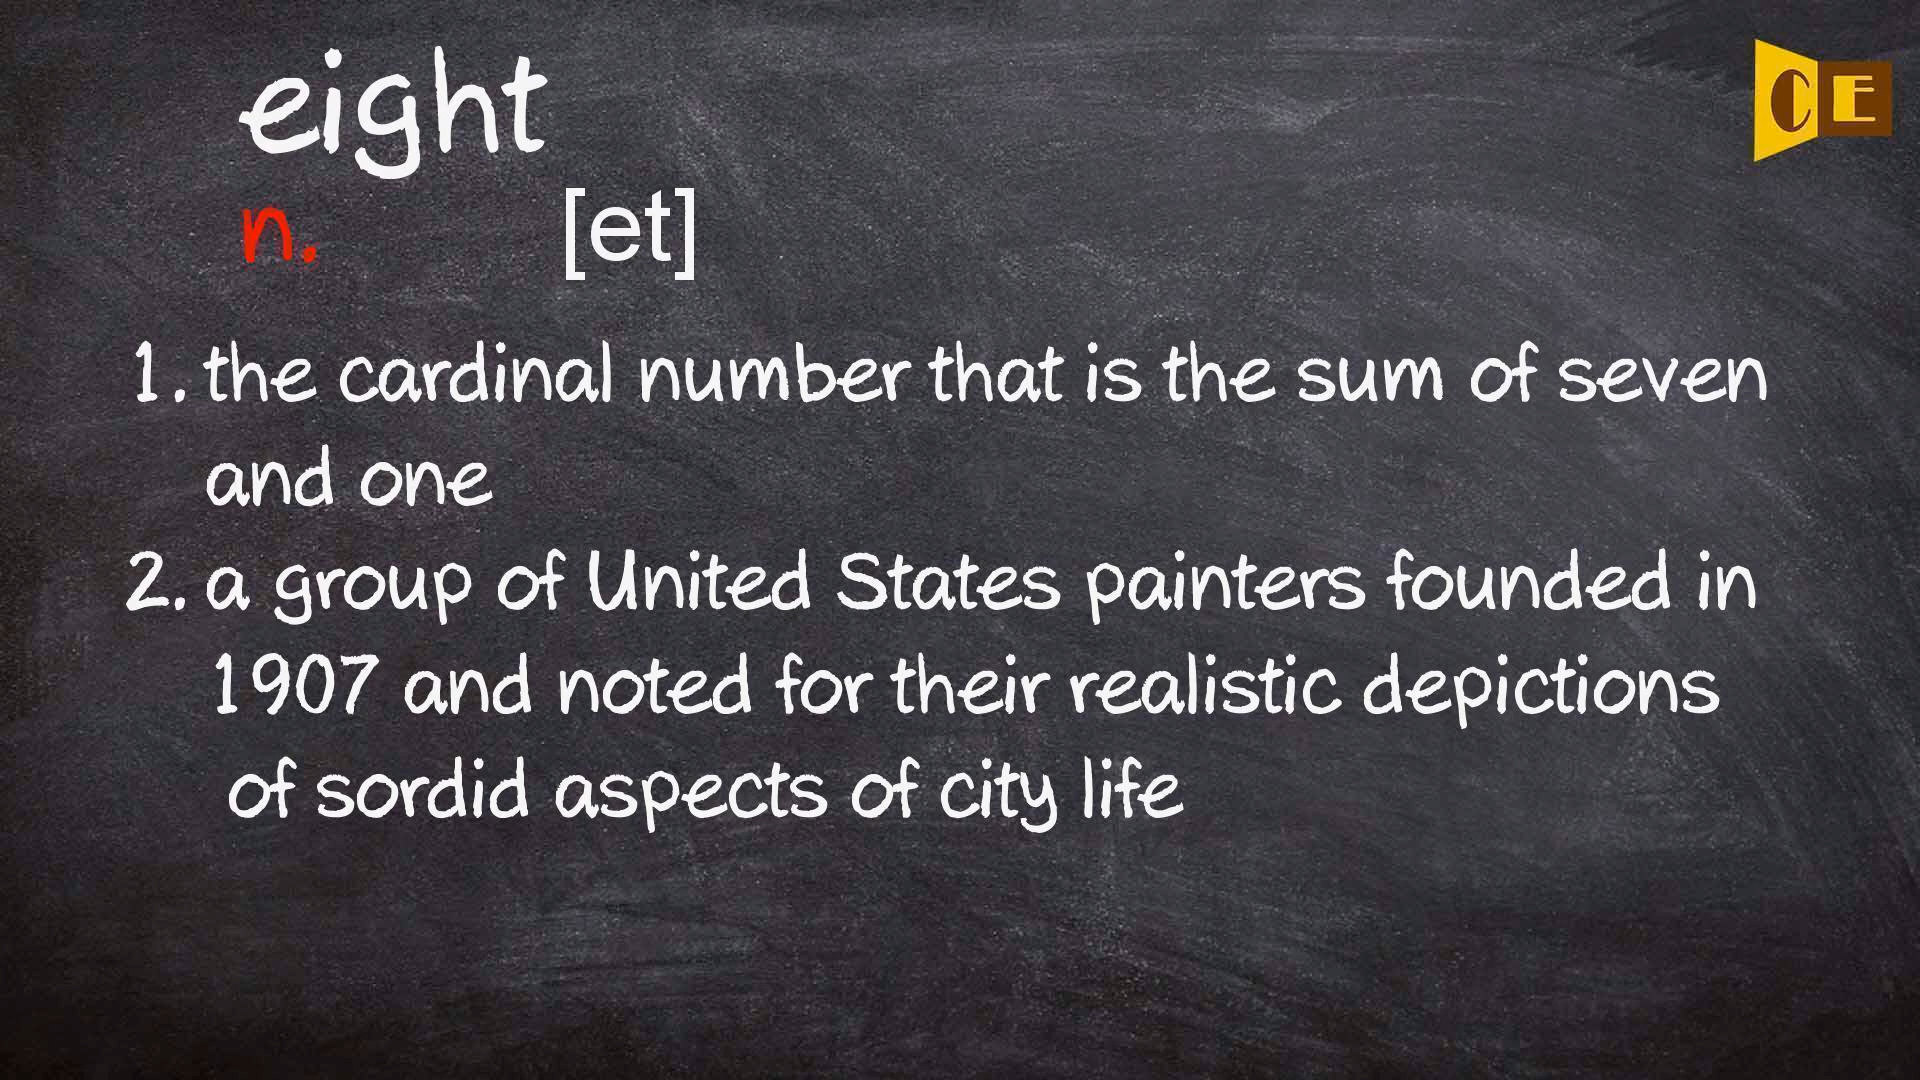 eight
n. [et]
1. the cardinal number that is the sum of seven
and one
2. a group of United States painters founded in
1907 and noted for their realistic depictions
of sordid aspects of city life
CE